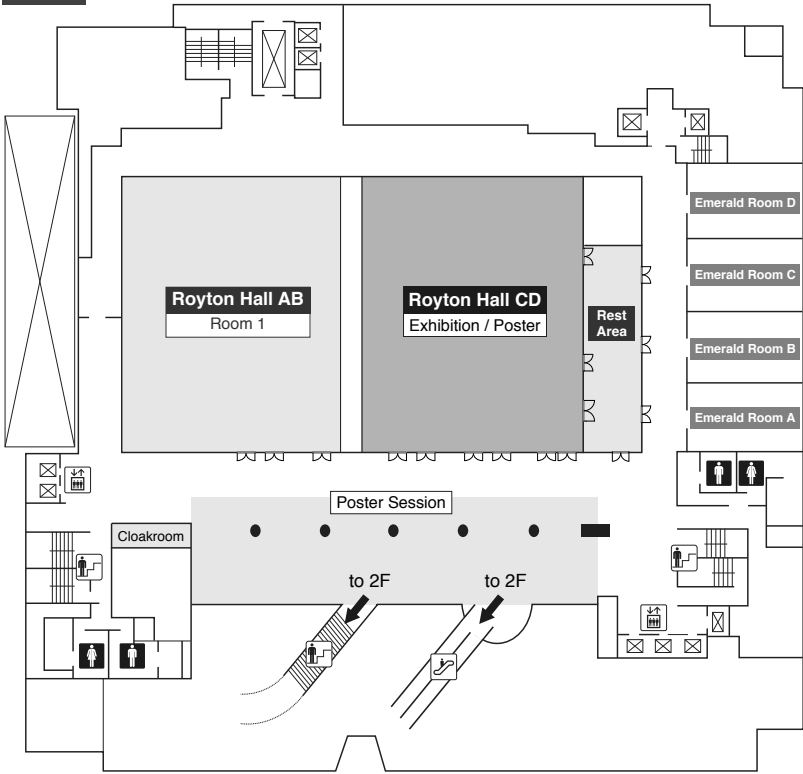 Emerald Room D
Emerald Room C
Royton Hall AB
Room 1
Royton Hall CD
Exhibition / Poster
Rest
Area
Emerald Room B
Emerald Room A
Poster Session
Cloakroom
to 2F
to 2F